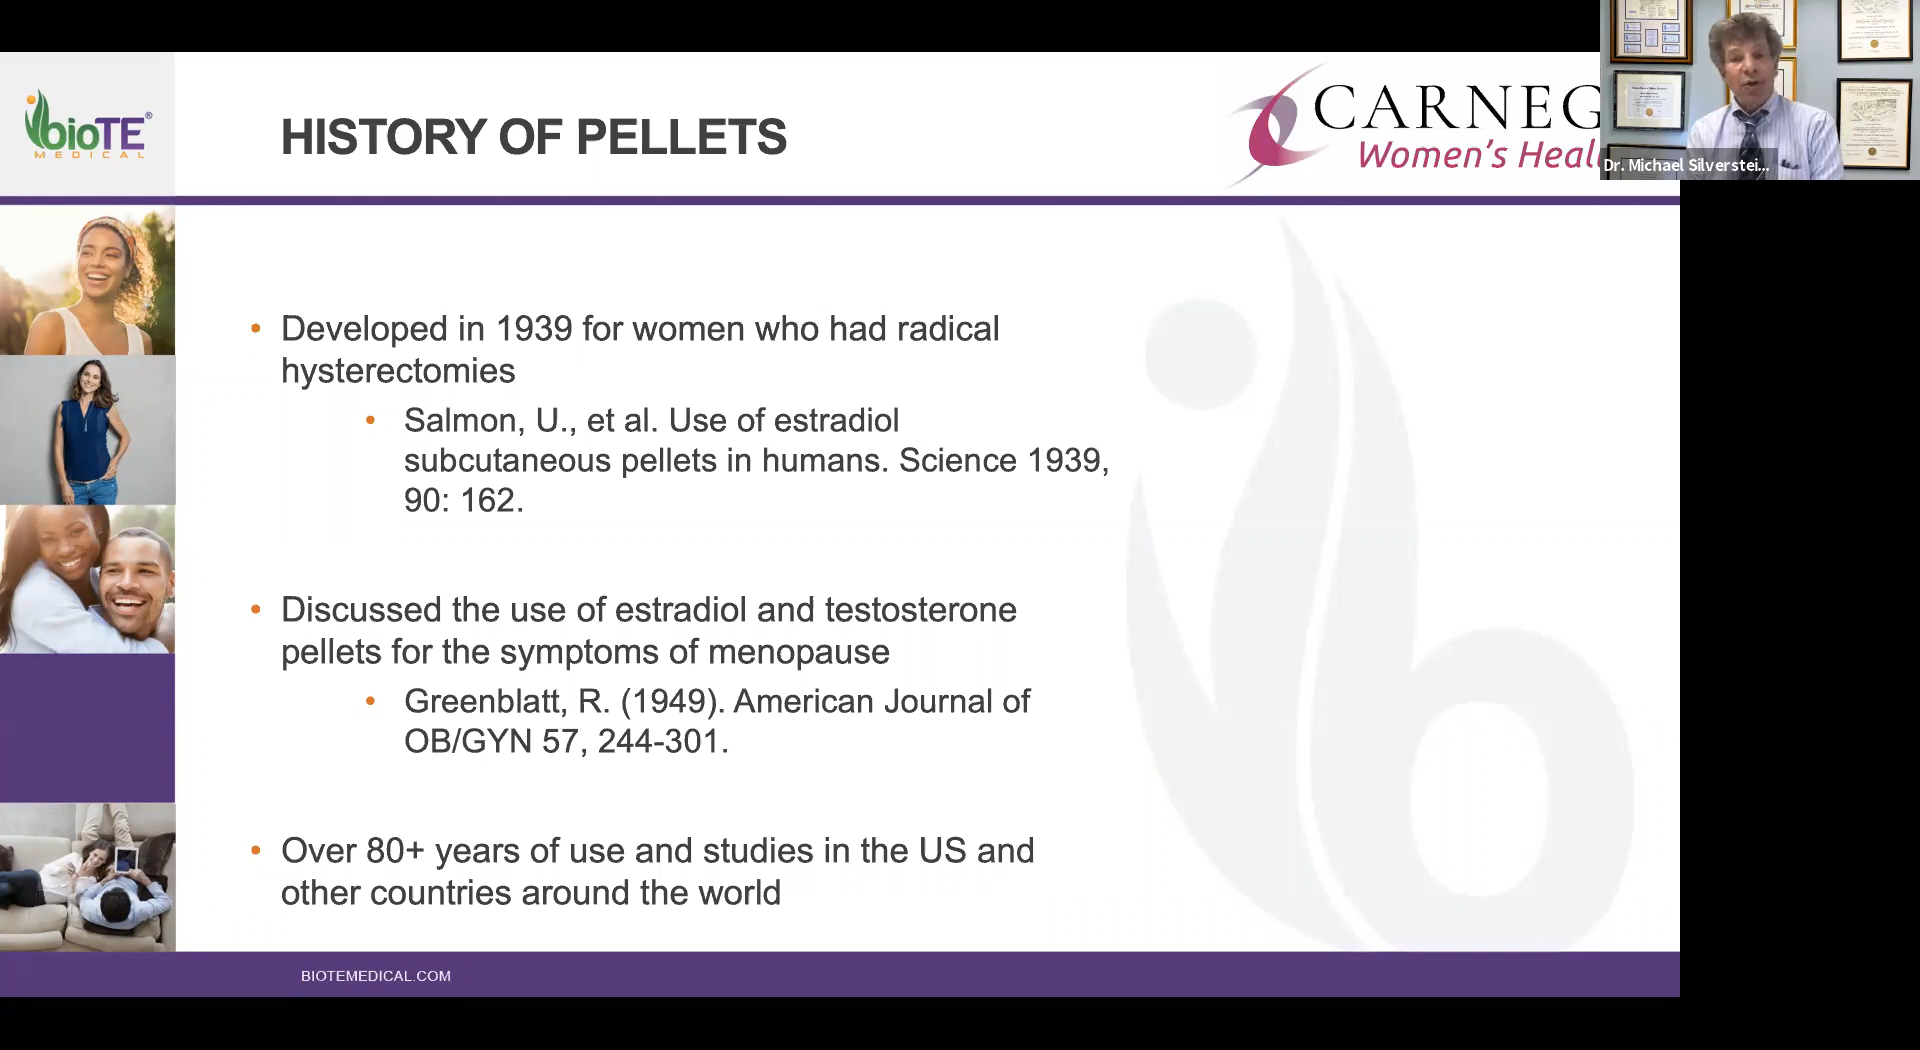 bioTE®
MEDICAL
HISTORY OF PELLETS
CARNEG
Women's Heal
Dr. Michael Silverstei...
• Developed in 1939 for women who had radical
hysterectomies
• Salmon, U., et al. Use of estradiol
subcutaneous pellets in humans. Science 1939,
90: 162.
• Discussed the use of estradiol and testosterone
pellets for the symptoms of menopause
• Greenblatt, R. (1949). American Journal of
OB/GYN 57, 244-301.
• Over 80+ years of use and studies in the US and
other countries around the world
BIOTEMEDICAL.COM